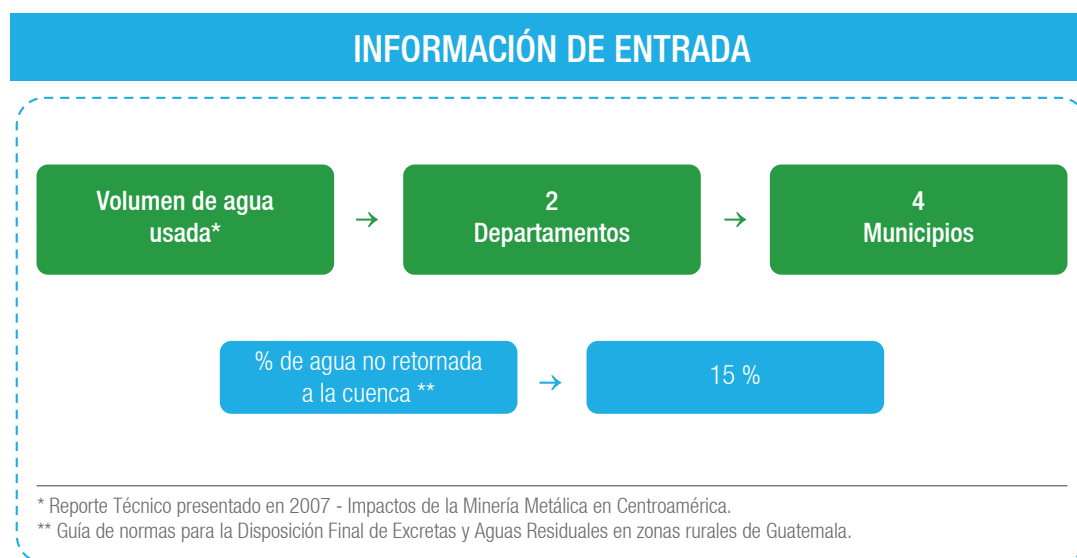 INFORMACIÓN DE ENTRADA
Volumen de agua
usada*
→
2
Departamentos
→
4
Municipios
% de agua no retornada
a la cuenca **
→
15 %
* Reporte Técnico presentado en 2007 - Impactos de la Minería Metálica en Centroamérica.
** Guía de normas para la Disposición Final de Excretas y Aguas Residuales en zonas rurales de Guatemala.